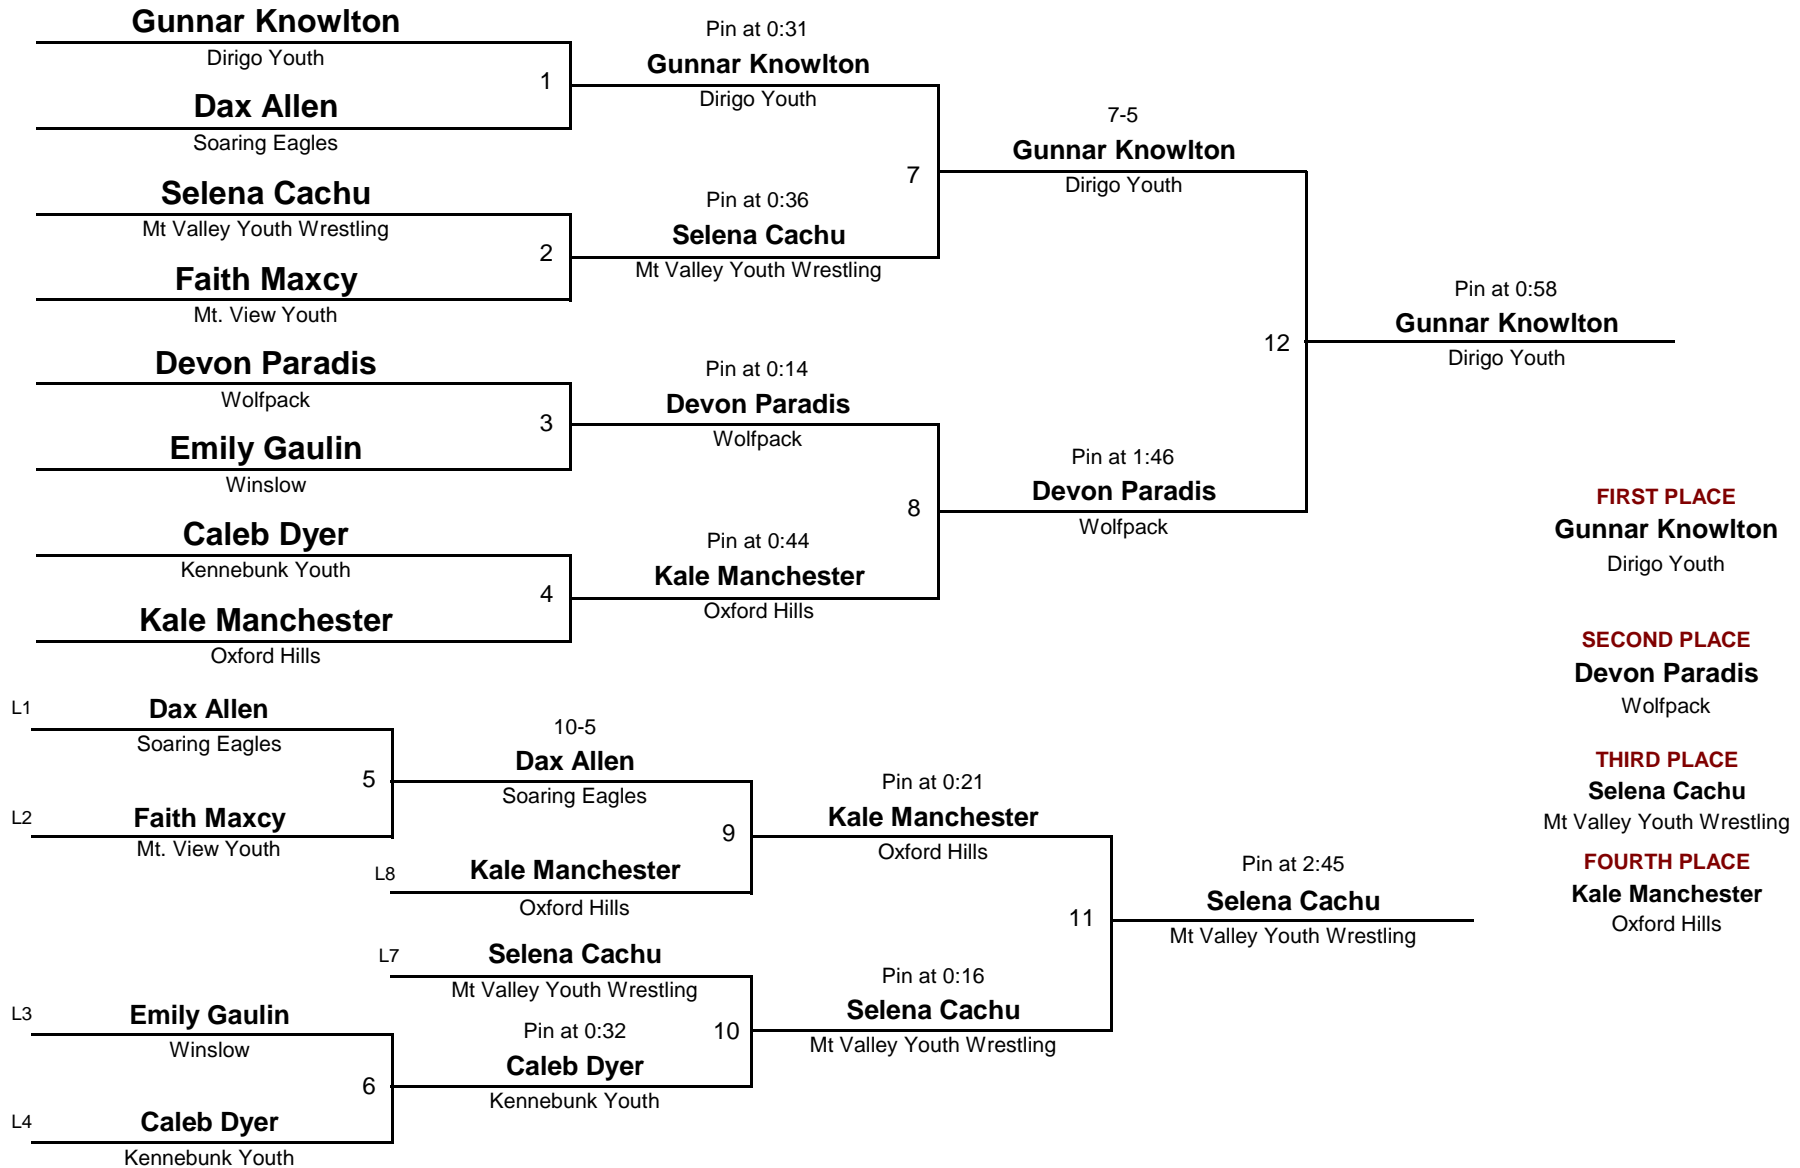 Gunnar Knowlton
Dirigo Youth
1
Dax Allen
Soaring Eagles
Selena Cachu
Mt Valley Youth Wrestling
2
Faith Maxcy
Mt. View Youth
Devon Paradis
Wolfpack
3
Emily Gaulin
Winslow
Caleb Dyer
Kennebunk Youth
4
Kale Manchester
Oxford Hills
Pin at 0:31
Gunnar Knowlton
Dirigo Youth
7
Pin at 0:36
Selena Cachu
Mt Valley Youth Wrestling
Pin at 0:14
Devon Paradis
Wolfpack
8
Pin at 0:44
Kale Manchester
Oxford Hills
7-5
Gunnar Knowlton
Dirigo Youth
12
Pin at 1:46
Devon Paradis
Wolfpack
Pin at 0:58
Gunnar Knowlton
Dirigo Youth
L1
Dax Allen
Soaring Eagles
5
L2
Faith Maxcy
Mt. View Youth
10-5
Dax Allen
Soaring Eagles
9
L8
Kale Manchester
Oxford Hills
L7
Selena Cachu
Mt Valley Youth Wrestling
L3
Emily Gaulin
Winslow
6
L4
Caleb Dyer
Kennebunk Youth
Pin at 0:32
10
Caleb Dyer
Kennebunk Youth
Pin at 0:21
Kale Manchester
Oxford Hills
11
Pin at 0:16
Selena Cachu
Mt Valley Youth Wrestling
Pin at 2:45
Selena Cachu
Mt Valley Youth Wrestling
FIRST PLACE
Gunnar Knowlton
Dirigo Youth
SECOND PLACE
Devon Paradis
Wolfpack
THIRD PLACE
Selena Cachu
Mt Valley Youth Wrestling
FOURTH PLACE
Kale Manchester
Oxford Hills